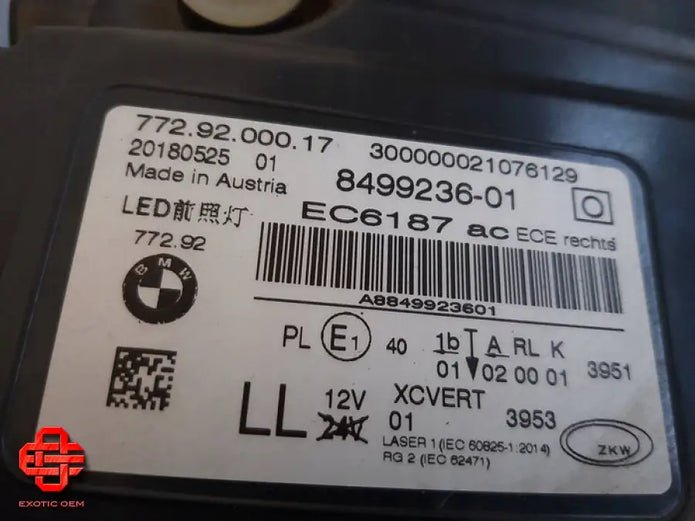 772.92.000.17 300000021076129
20180525 01 8499236-01
Made in Austria
LED前照灯 EC6187 ac ECE rechts
772.92
BMW
A8849923601
PL E1 40 1b A RL K 3951
01 02 00 01
LL 12V XCVERT
24V 01 3953
LASER 1 (IEC 60825-1:2014)
RG 2 (IEC 62471)
ZKW
EXOTIC OEM